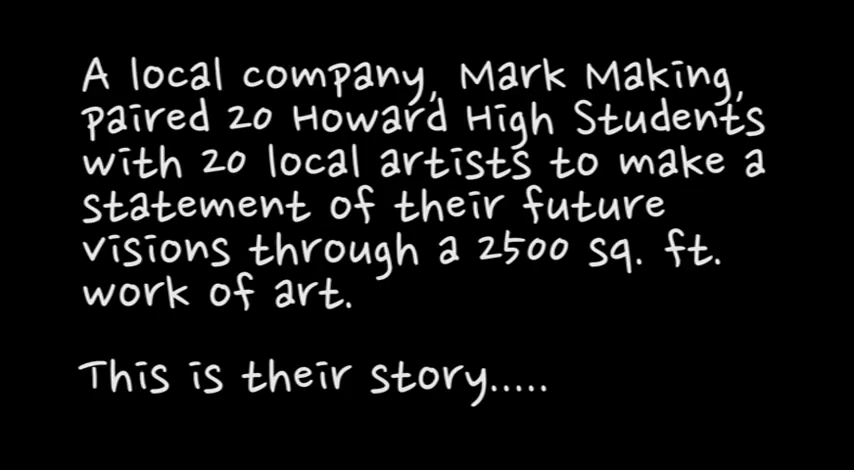 A local company, Mark Making,
paired 20 Howard High Students
with 20 local artists to make a
statement of their future
visions through a 2500 sq. ft.
work of art.
This is their story.....